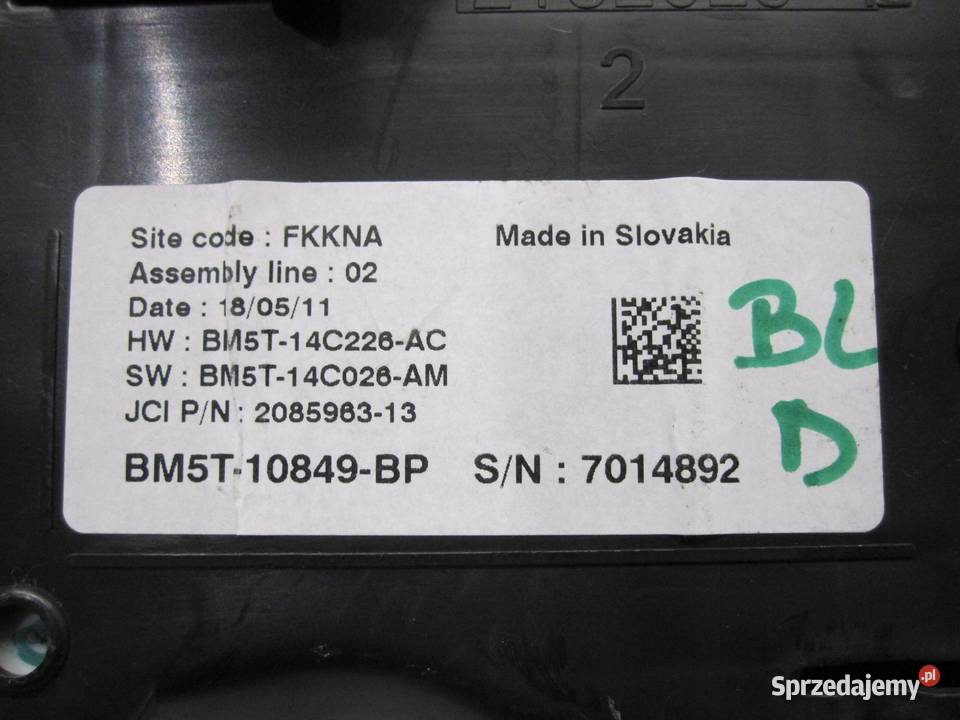 2
Site code : FKKNA
Made in Slovakia
Assembly line : 02
Date : 18/05/11
HW : BM5T-14C226-AC
SW : BM5T-14C026-AM
JCI P/N : 2085963-13
BM5T-10849-BP S/N : 7014892
BL
D
Sprzedajemy.pl